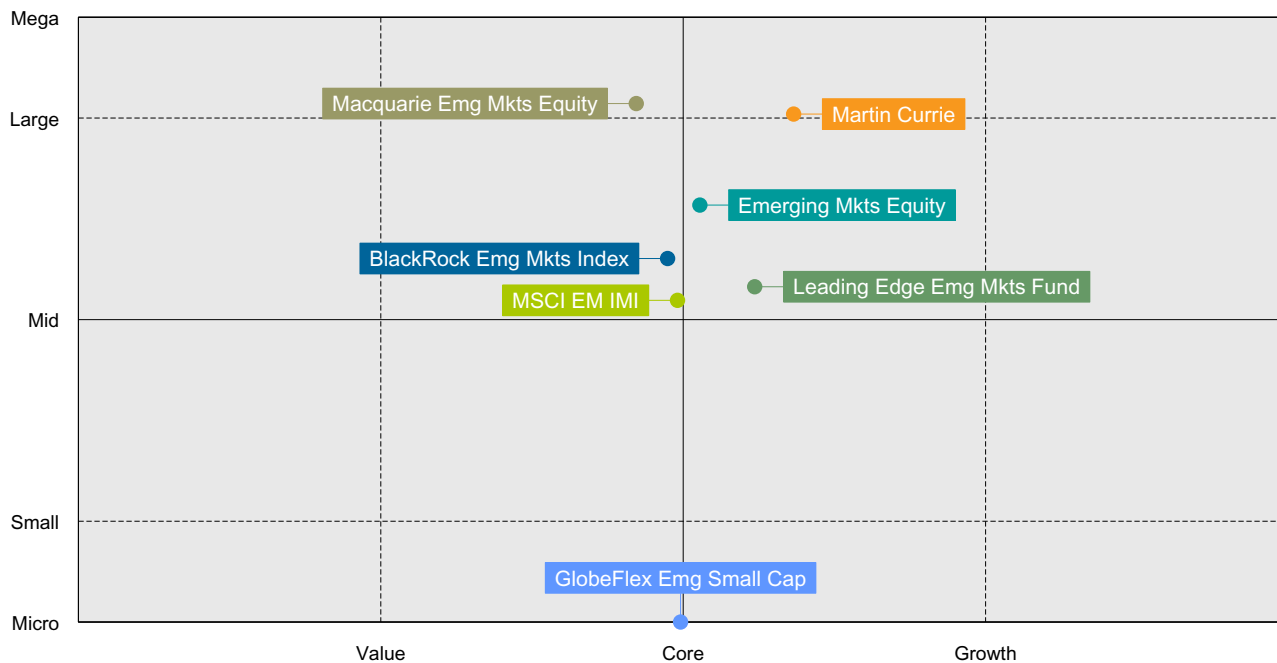 Mega
Macquarie Emg Mkts Equity
Martin Currie
Large
Emerging Mkts Equity
BlackRock Emg Mkts Index
Leading Edge Emg Mkts Fund
MSCI EM IMI
Mid
Small
GlobeFlex Emg Small Cap
Micro
Value
Core
Growth